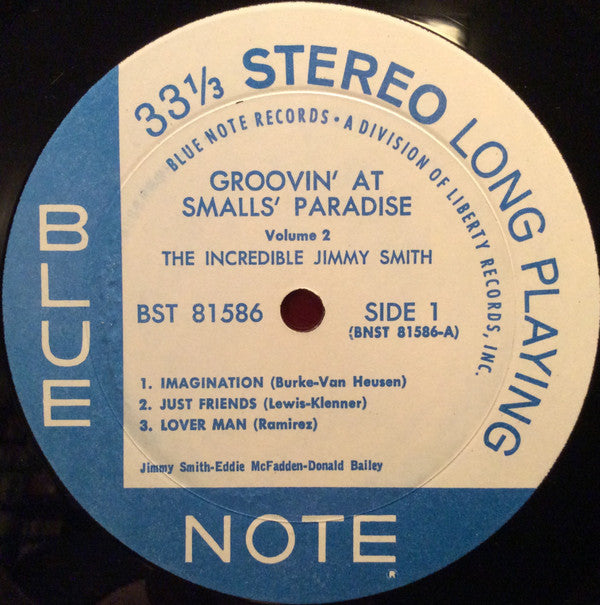 33⅓ STEREO LONG PLAYING
BLUE NOTE RECORDS • A DIVISION OF LIBERTY RECORDS, INC.
GROOVIN' AT
SMALLS' PARADISE
Volume 2
THE INCREDIBLE JIMMY SMITH
BST 81586
SIDE 1
(BNST 81586-A)
1. IMAGINATION (Burke-Van Heusen)
2. JUST FRIENDS (Lewis-Klenner)
3. LOVER MAN (Ramirez)
Jimmy Smith-Eddie McFadden-Donald Bailey
BLUE
NOTE
R